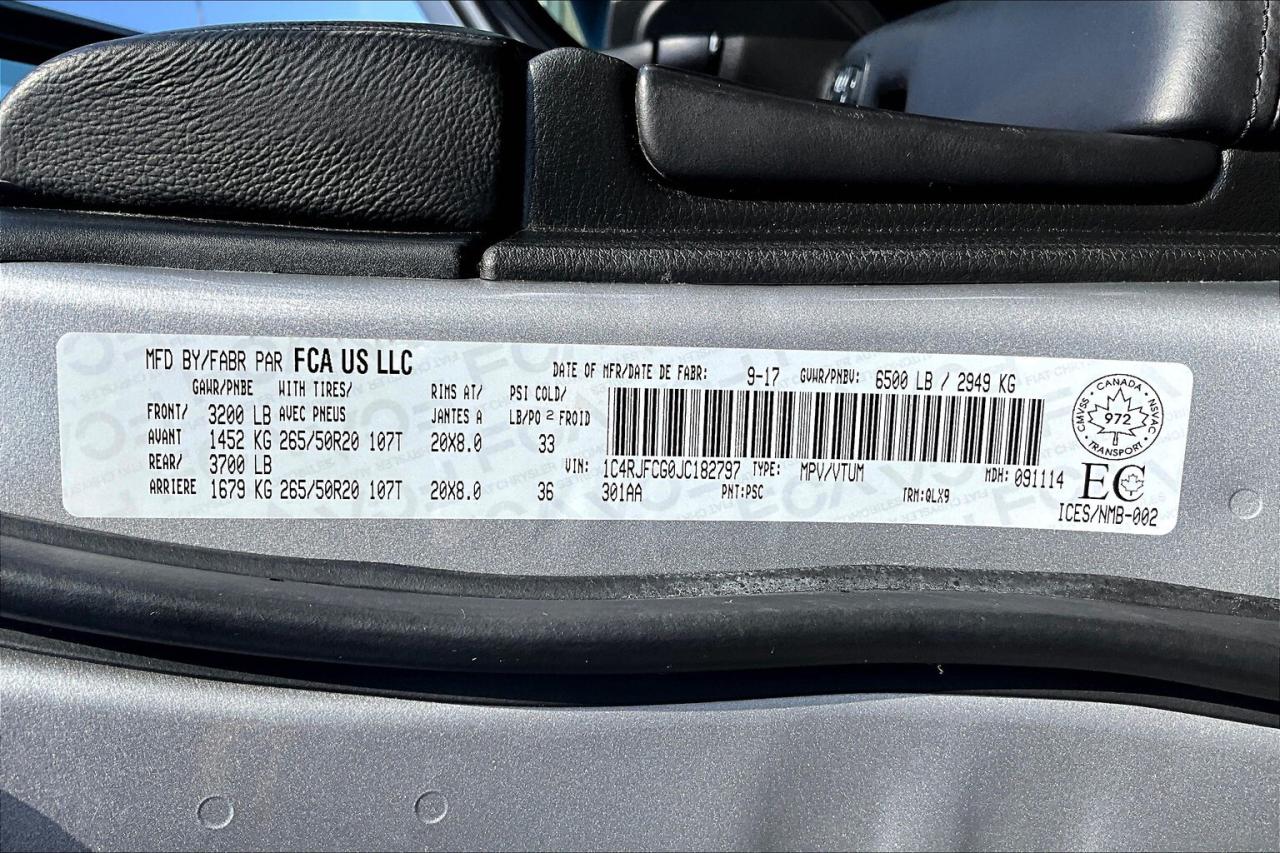 MFD BY/FABR PAR FCA US LLC DATE OF MFR/DATE DE FABR: 9-17 GVWR/PNBV: 6500 LB / 2949 KG
GAWR/PNBE WITH TIRES/ RIMS AT/ PSI COLD/
FRONT/ 3200 LB AVEC PNEUS JANTES A LB/PO 2 FROID
AVANT 1452 KG 265/50R20 107T 20X8.0 33
REAR/ 3700 LB VIN: 1C4RJFCG0JC182797 TYPE: MPV/VTUM MDH: 091114
ARRIERE 1679 KG 265/50R20 107T 20X8.0 36 301AA PNT:PSC TRM:QLX9
CANADA
CMVSS 972 NSVAC
TRANSPORT
EC
ICES/NMB-002